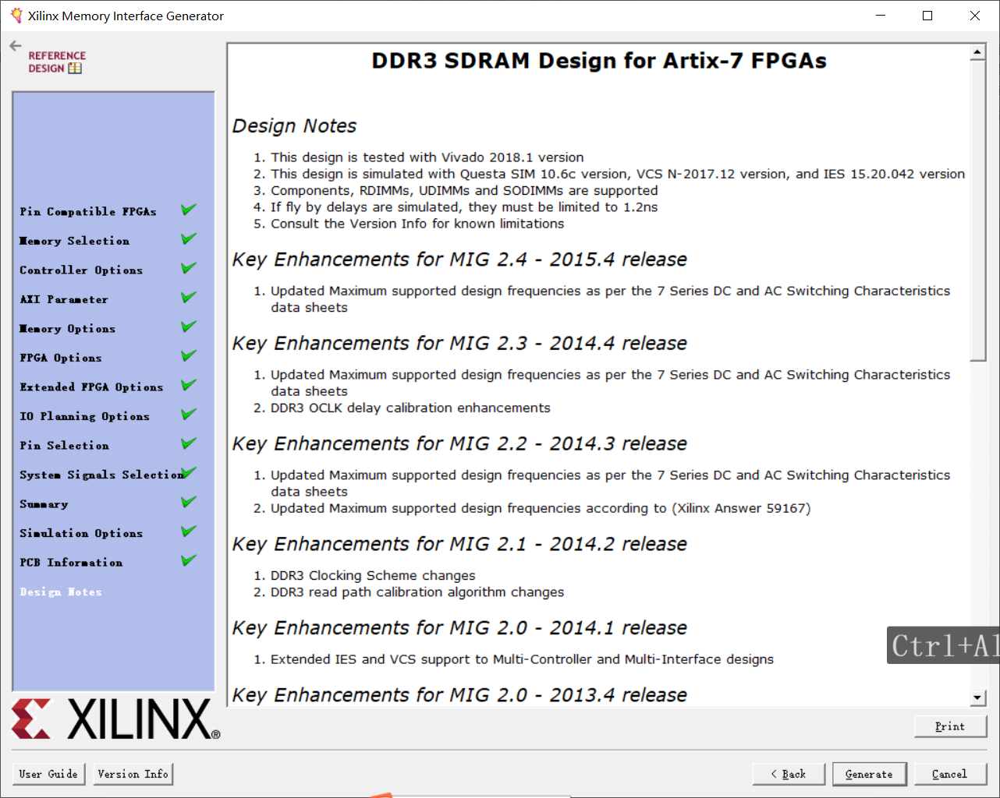 Xilinx Memory Interface Generator
REFERENCE
DESIGN
Pin Compatible FPGAs
Memory Selection
Controller Options
AXI Parameter
Memory Options
FPGA Options
Extended FPGA Options
IO Planning Options
Pin Selection
System Signals Selection
Summary
Simulation Options
PCB Information
Design Notes
XILINX®
DDR3 SDRAM Design for Artix-7 FPGAs
Design Notes
1. This design is tested with Vivado 2018.1 version
2. This design is simulated with Questa SIM 10.6c version, VCS N-2017.12 version, and IES 15.20.042 version
3. Components, RDIMMs, UDIMMs and SODIMMs are supported
4. If fly by delays are simulated, they must be limited to 1.2ns
5. Consult the Version Info for known limitations
Key Enhancements for MIG 2.4 - 2015.4 release
1. Updated Maximum supported design frequencies as per the 7 Series DC and AC Switching Characteristics
data sheets
Key Enhancements for MIG 2.3 - 2014.4 release
1. Updated Maximum supported design frequencies as per the 7 Series DC and AC Switching Characteristics
data sheets
2. DDR3 OCLK delay calibration enhancements
Key Enhancements for MIG 2.2 - 2014.3 release
1. Updated Maximum supported design frequencies as per the 7 Series DC and AC Switching Characteristics
data sheets
2. Updated Maximum supported design frequencies according to (Xilinx Answer 59167)
Key Enhancements for MIG 2.1 - 2014.2 release
1. DDR3 Clocking Scheme changes
2. DDR3 read path calibration algorithm changes
Key Enhancements for MIG 2.0 - 2014.1 release
1. Extended IES and VCS support to Multi-Controller and Multi-Interface designs
Key Enhancements for MIG 2.0 - 2013.4 release
Ctrl+Al
Print
User Guide
Version Info
< Back
Generate
Cancel